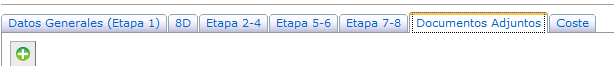 Datos Generales (Etapa 1) 8D Etapa 2-4 Etapa 5-6 Etapa 7-8 Documentos Adjuntos Coste